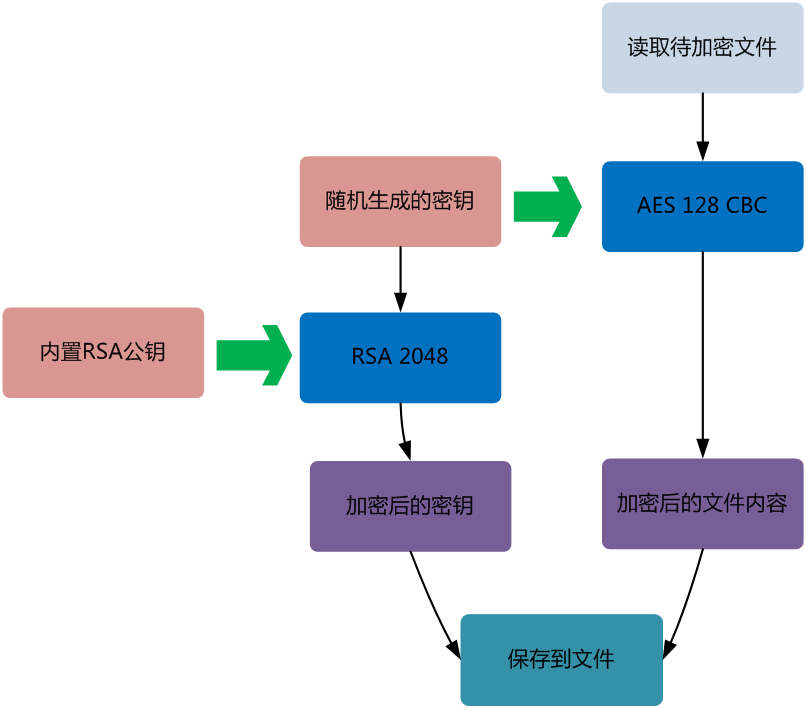 读取待加密文件
随机生成的密钥
AES 128 CBC
内置RSA公钥
RSA 2048
加密后的密钥
加密后的文件内容
保存到文件